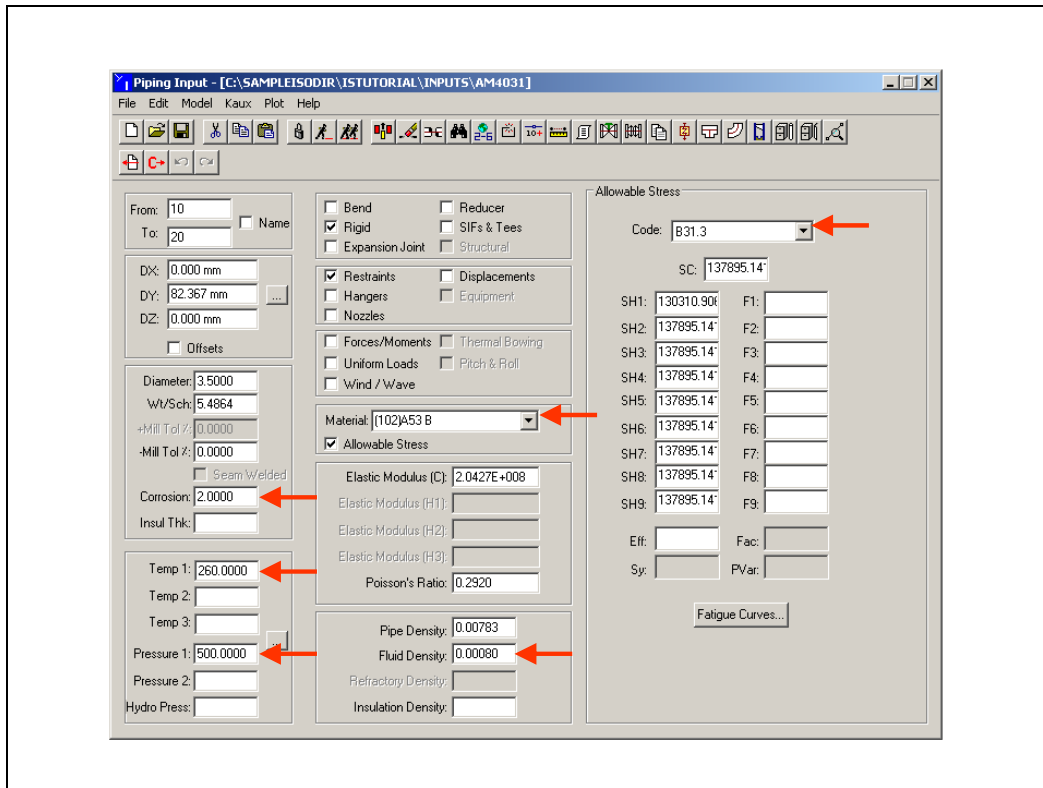 Piping Input - [C:\SAMPLEISODIR\ISTUTORIAL\INPUTS\AM4031]
File Edit Model Kaux Plot Help
From: 10
Name
To: 20
DX: 0.000 mm
DY: 82.367 mm
...
DZ: 0.000 mm
Offsets
Diameter: 3.5000
Wt/Sch: 5.4864
+Mill Tol %: 0.0000
-Mill Tol %: 0.0000
Seam Welded
Corrosion: 2.0000
Insul Thk:
Temp 1: 260.0000
Temp 2:
Temp 3:
...
Pressure 1: 500.0000
Pressure 2:
Hydro Press:
Bend Reducer
Rigid SIFs & Tees
Expansion Joint Structural
Restraints Displacements
Hangers Equipment
Nozzles
Forces/Moments Thermal Bowing
Uniform Loads Pitch & Roll
Wind / Wave
Material: (102)A53 B
Allowable Stress
Elastic Modulus (C): 2.0427E+008
Elastic Modulus (H1):
Elastic Modulus (H2):
Elastic Modulus (H3):
Poisson's Ratio: 0.2920
Pipe Density: 0.00783
Fluid Density: 0.00080
Refractory Density:
Insulation Density:
Allowable Stress
Code: B31.3
SC: 137895.14
SH1: 130310.90 F1:
SH2: 137895.14 F2:
SH3: 137895.14 F3:
SH4: 137895.14 F4:
SH5: 137895.14 F5:
SH6: 137895.14 F6:
SH7: 137895.14 F7:
SH8: 137895.14 F8:
SH9: 137895.14 F9:
Eff: Fac:
Sy: PVar:
Fatigue Curves...